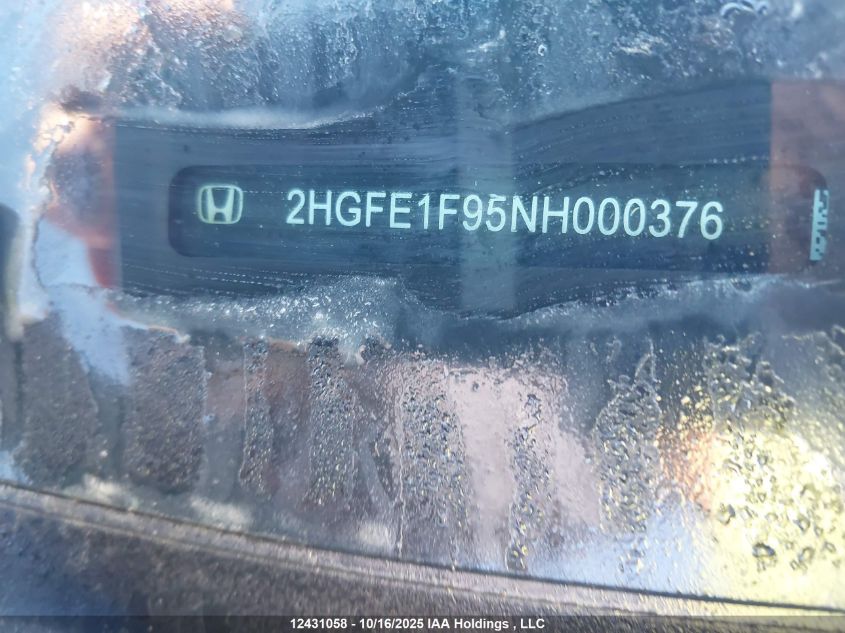 2HGFE1F95NH000376
12431058 - 10/16/2025 IAA Holdings , LLC